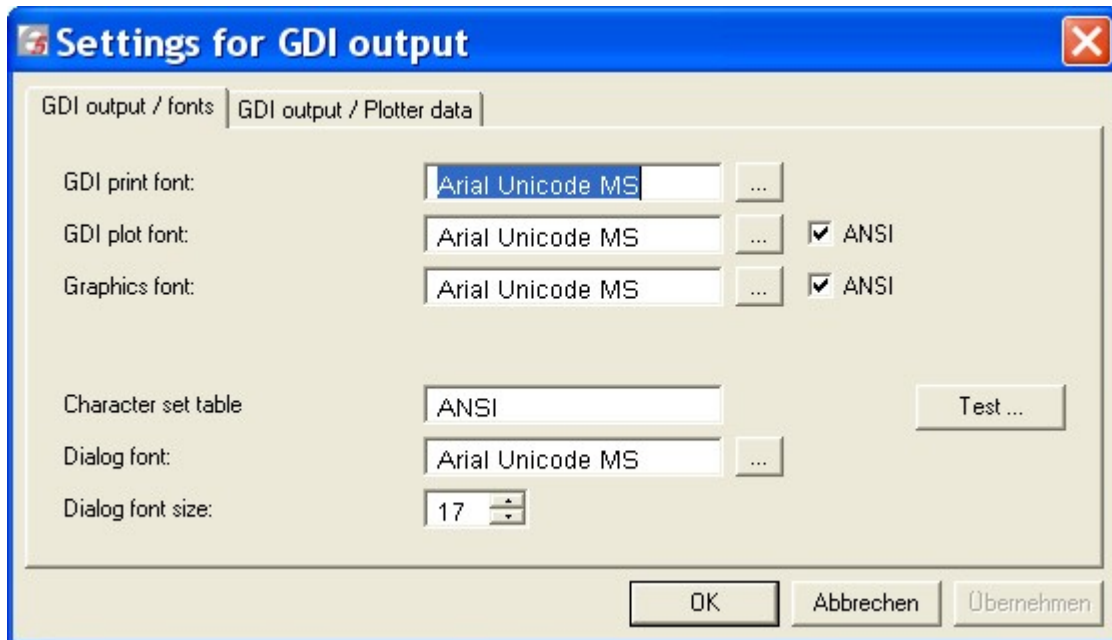 Settings for GDI output
GDI output / fonts GDI output / Plotter data
GDI print font: Arial Unicode MS ...
GDI plot font: Arial Unicode MS ... ANSI
Graphics font: Arial Unicode MS ... ANSI
Character set table ANSI Test ...
Dialog font: Arial Unicode MS ...
Dialog font size: 17
OK Abbrechen Übernehmen